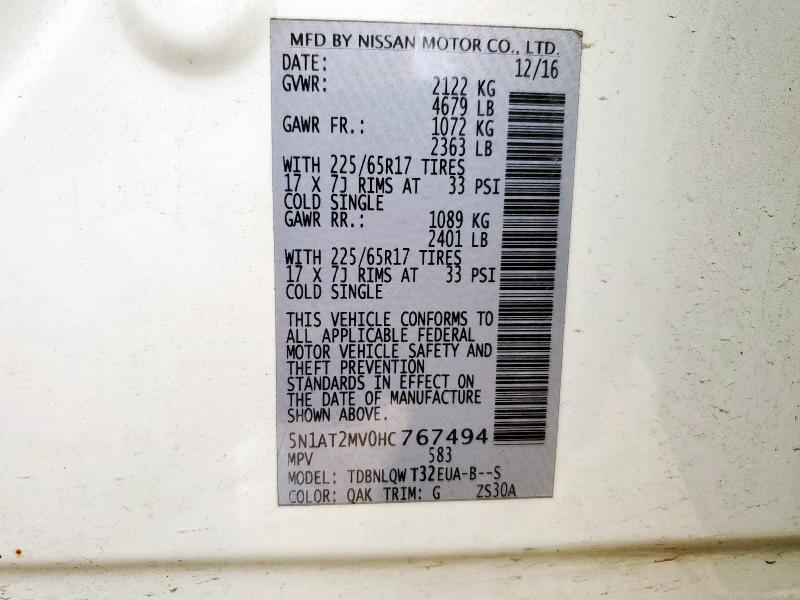 MFD BY NISSAN MOTOR CO., LTD.
DATE: 12/16
GVWR: 2122 KG
4679 LB
GAWR FR.: 1072 KG
2363 LB
WITH 225/65R17 TIRES
17 X 7J RIMS AT 33 PSI
COLD SINGLE
GAWR RR.: 1089 KG
2401 LB
WITH 225/65R17 TIRES
17 X 7J RIMS AT 33 PSI
COLD SINGLE
THIS VEHICLE CONFORMS TO
ALL APPLICABLE FEDERAL
MOTOR VEHICLE SAFETY AND
THEFT PREVENTION
STANDARDS IN EFFECT ON
THE DATE OF MANUFACTURE
SHOWN ABOVE.
5N1AT2MV0HC767494
MPV 583
MODEL: TDBNLQWT32EUA-B--S
COLOR: QAK TRIM: G ZS30A